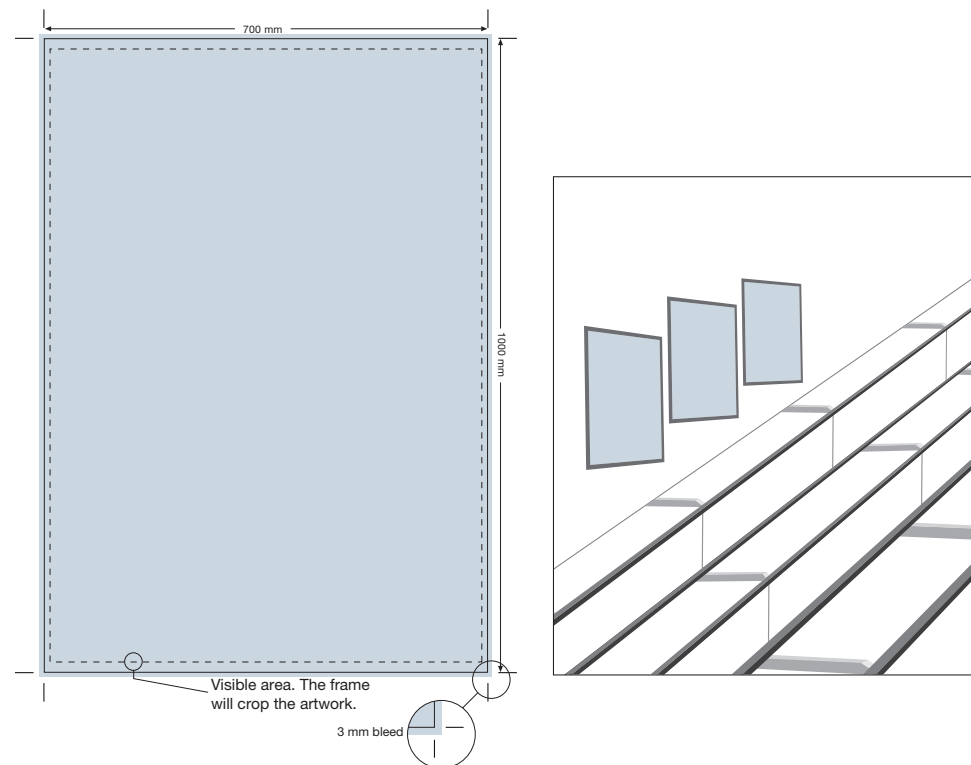 700 mm
1000 mm
Visible area. The frame
will crop the artwork.
3 mm bleed